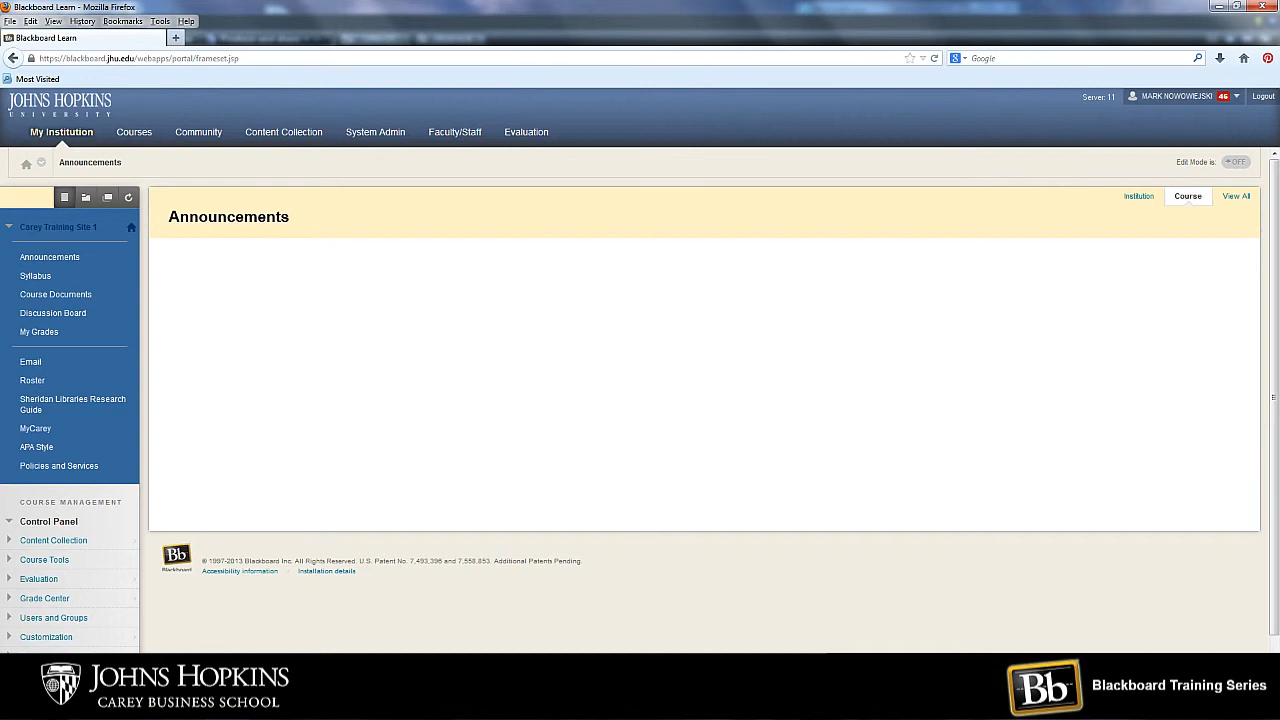 Blackboard Learn - Mozilla Firefox
File Edit View History Bookmarks Tools Help
Bb Blackboard Learn +
https://blackboard.jhu.edu/webapps/portal/frameset.jsp
8 Google
Most Visited
JOHNS HOPKINS
UNIVERSITY
Server: 11
MARK NOWOWIEJSKI 46
Logout
My Institution Courses Community Content Collection System Admin Faculty/Staff Evaluation
Announcements
Edit Mode is: OFF
Institution Course View All
Announcements
Carey Training Site 1
Announcements
Syllabus
Course Documents
Discussion Board
My Grades
Email
Roster
Sheridan Libraries Research
Guide
MyCarey
APA Style
Policies and Services
COURSE MANAGEMENT
Control Panel
Content Collection
Course Tools
Evaluation
Grade Center
Users and Groups
Customization
Bb
Blackboard
© 1997-2013 Blackboard Inc. All Rights Reserved. U.S. Patent No. 7,493,396 and 7,558,853. Additional Patents Pending.
Accessibility information Installation details
JOHNS HOPKINS
CAREY BUSINESS SCHOOL
Bb
Blackboard Training Series